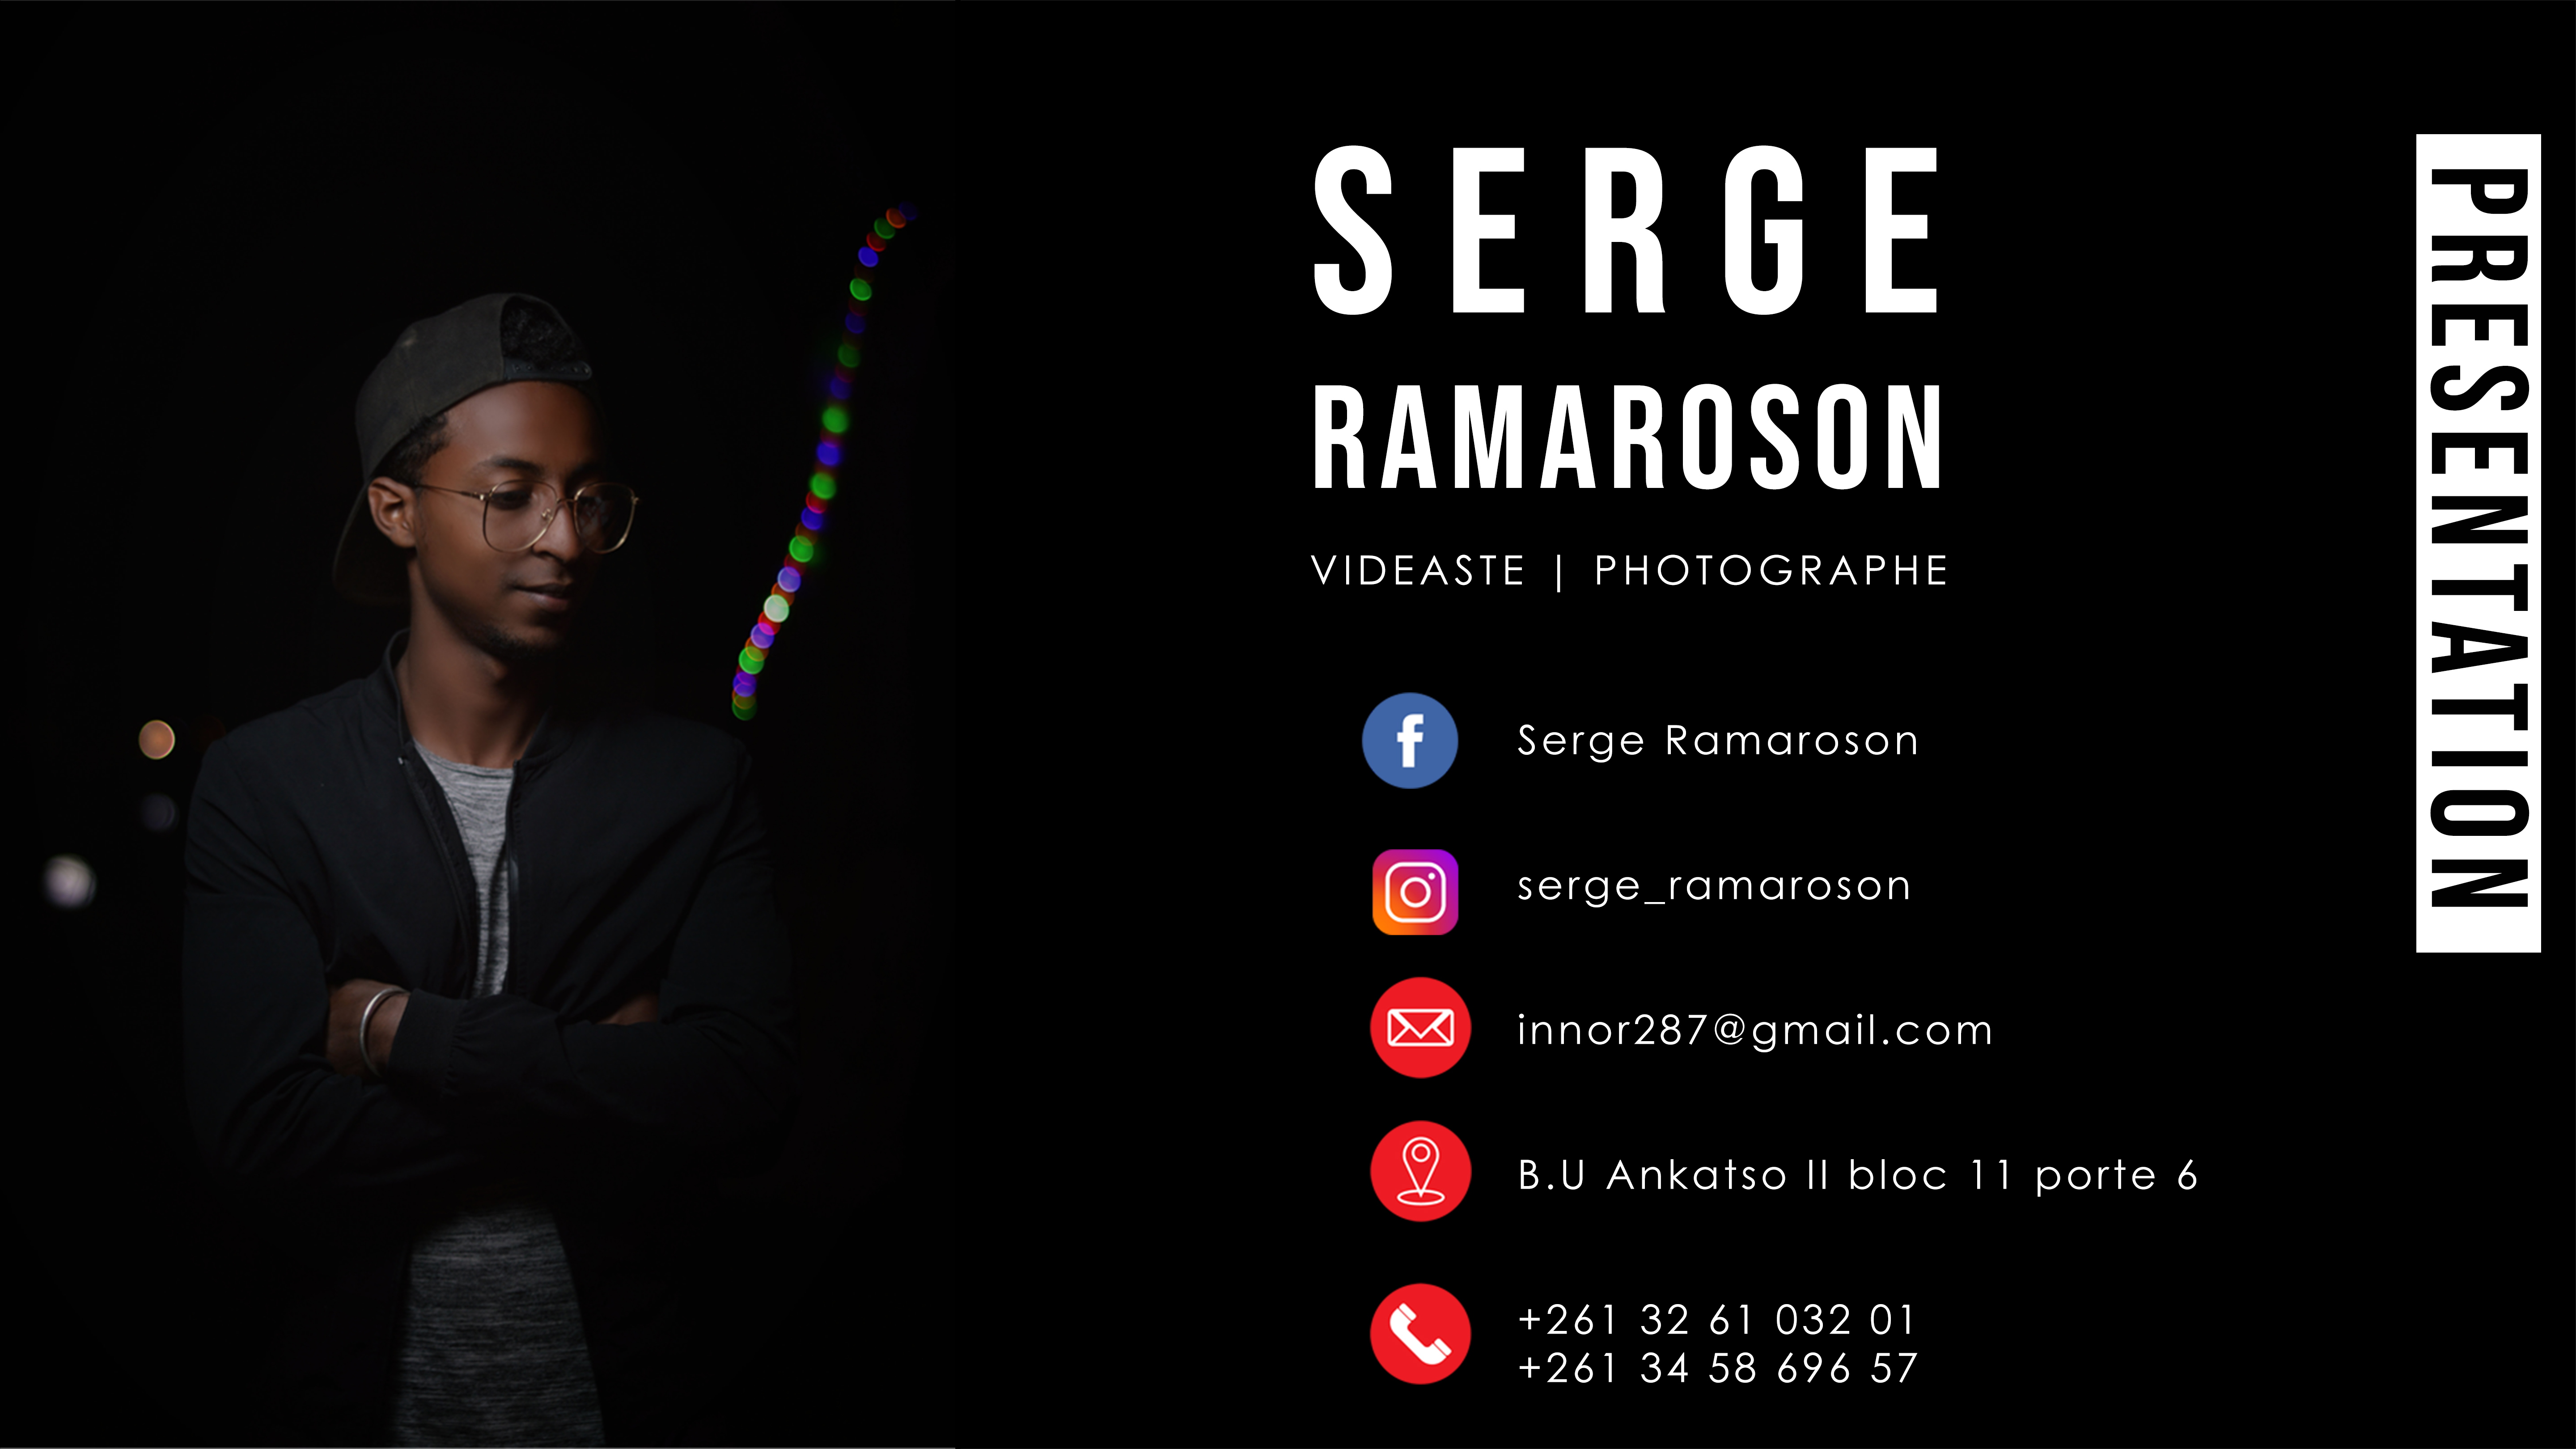 SERGE
RAMAROSON
VIDEASTE | PHOTOGRAPHE
Serge Ramaroson
serge_ramaroson
innor287@gmail.com
B.U Ankatso II bloc 11 porte 6
+261 32 61 032 01
+261 34 58 696 57
PRESENTATION